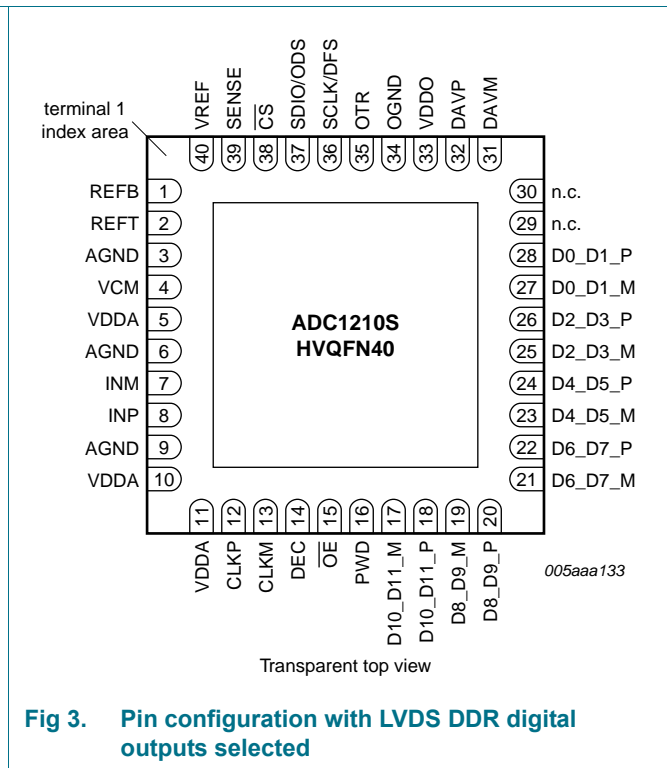 terminal 1
index area
VREF
SENSE
CS
SDIO/ODS
SCLK/DFS
OTR
OGND
VDDO
DAVP
DAVM
40
39
38
37
36
35
34
33
32
31
REFB 1
REFT 2
AGND 3
VCM 4
VDDA 5
AGND 6
INM 7
INP 8
AGND 9
VDDA 10
ADC1210S
HVQFN40
30 n.c.
29 n.c.
28 D0_D1_P
27 D0_D1_M
26 D2_D3_P
25 D2_D3_M
24 D4_D5_P
23 D4_D5_M
22 D6_D7_P
21 D6_D7_M
11
12
13
14
15
16
17
18
19
20
VDDA
CLKP
CLKM
DEC
OE
PWD
D10_D11_M
D10_D11_P
D8_D9_M
D8_D9_P
005aaa133
Transparent top view
Fig 3. Pin configuration with LVDS DDR digital
outputs selected